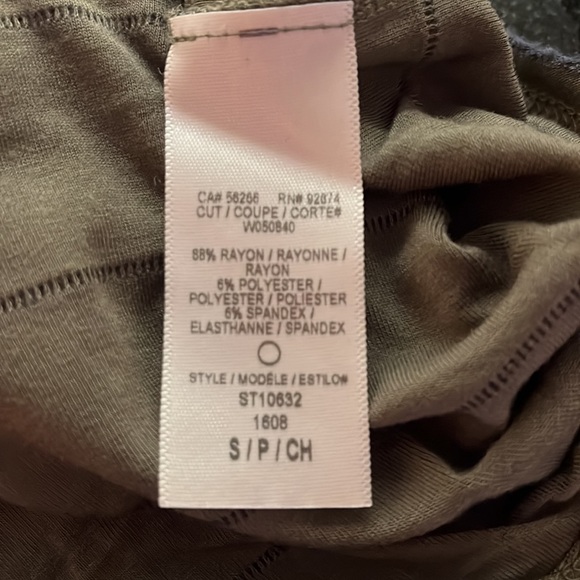 CA# 56266 RN# 92874
CUT / COUPE / CORTE#
W050840
88% RAYON / RAYONNE /
RAYON
6% POLYESTER /
POLYESTER / POLIESTER
6% SPANDEX /
ELASTHANNE / SPANDEX
STYLE / MODÈLE / ESTILO#
ST10632
1608
S / P / CH